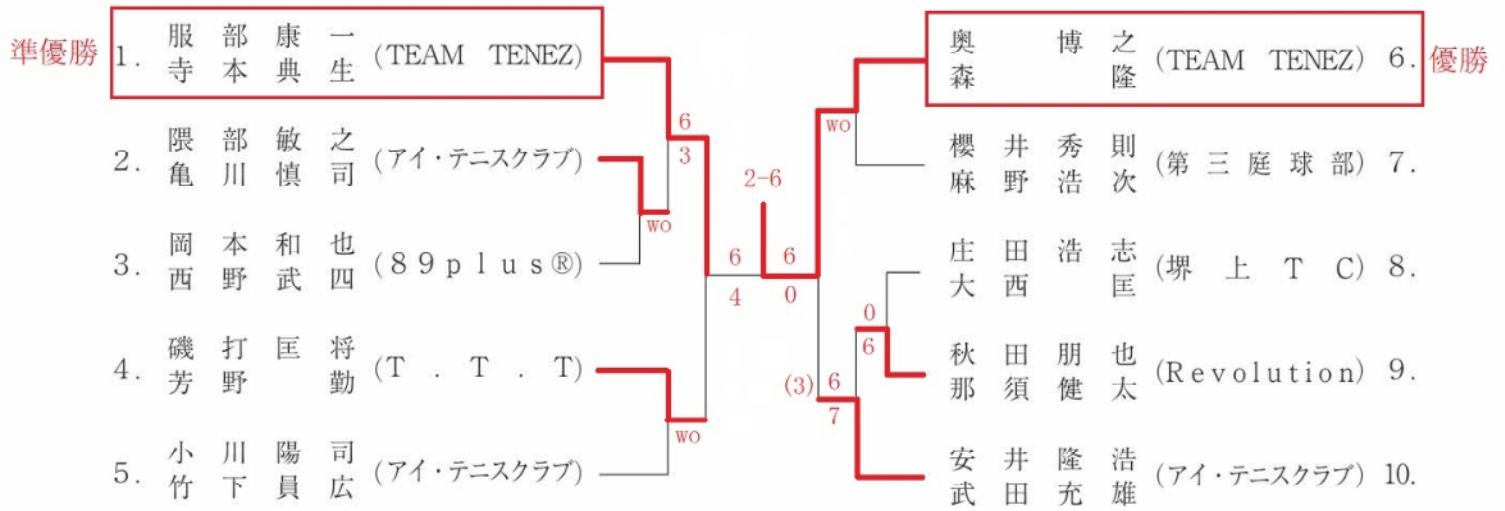 準優勝
1. 服部康一 (TEAM TENEZ)
寺本典生
2. 隈部敏之 (アイ・テニスクラブ)
亀川慎司
3. 岡本和也 (89plus®)
西野武四
4. 磯打匡将 (T.T.T)
芳野勤
5. 小川陽司 (アイ・テニスクラブ)
竹下員広
6
3
WO
WO
6
4
2-6
6
0
WO
0
6
(3) 6
7
優勝
奥博之 (TEAM TENEZ) 6.
森隆
櫻井秀則 (第三庭球部) 7.
麻野浩次
庄田浩志 (堺上TC) 8.
大西匡
秋田朋也 (Revolution) 9.
那須健太
安井隆浩 (アイ・テニスクラブ) 10.
武田充雄